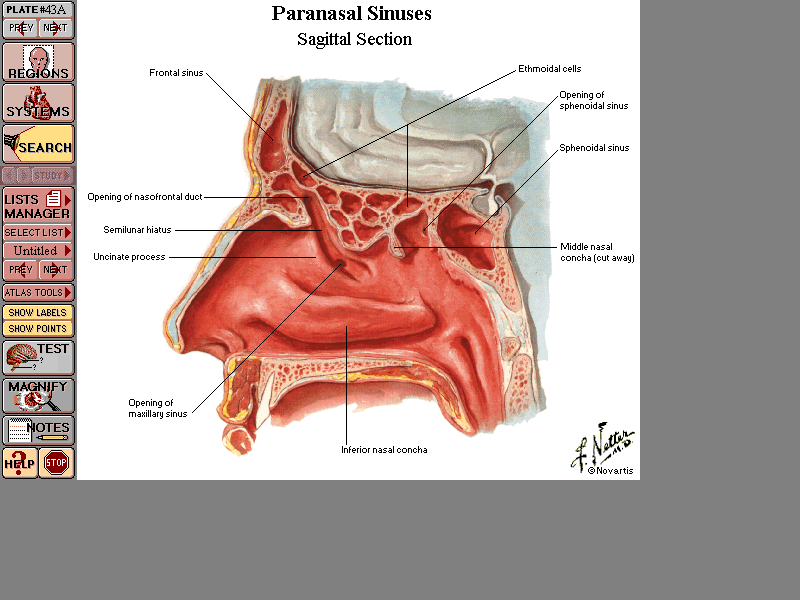 PLATE #43A
PREV NEXT
REGIONS
SYSTEMS
SEARCH
STUDY
LISTS
MANAGER
SELECT LIST
Untitled
PREV NEXT
ATLAS TOOLS
SHOW LABELS
SHOW POINTS
TEST
MAGNIFY
NOTES
HELP STOP
Paranasal Sinuses
Sagittal Section
Frontal sinus
Ethmoidal cells
Opening of
sphenoidal sinus
Sphenoidal sinus
Opening of nasofrontal duct
Semilunar hiatus
Uncinate process
Middle nasal
concha (cut away)
Opening of
maxillary sinus
Inferior nasal concha
F. Netter
M.D.
©Novartis